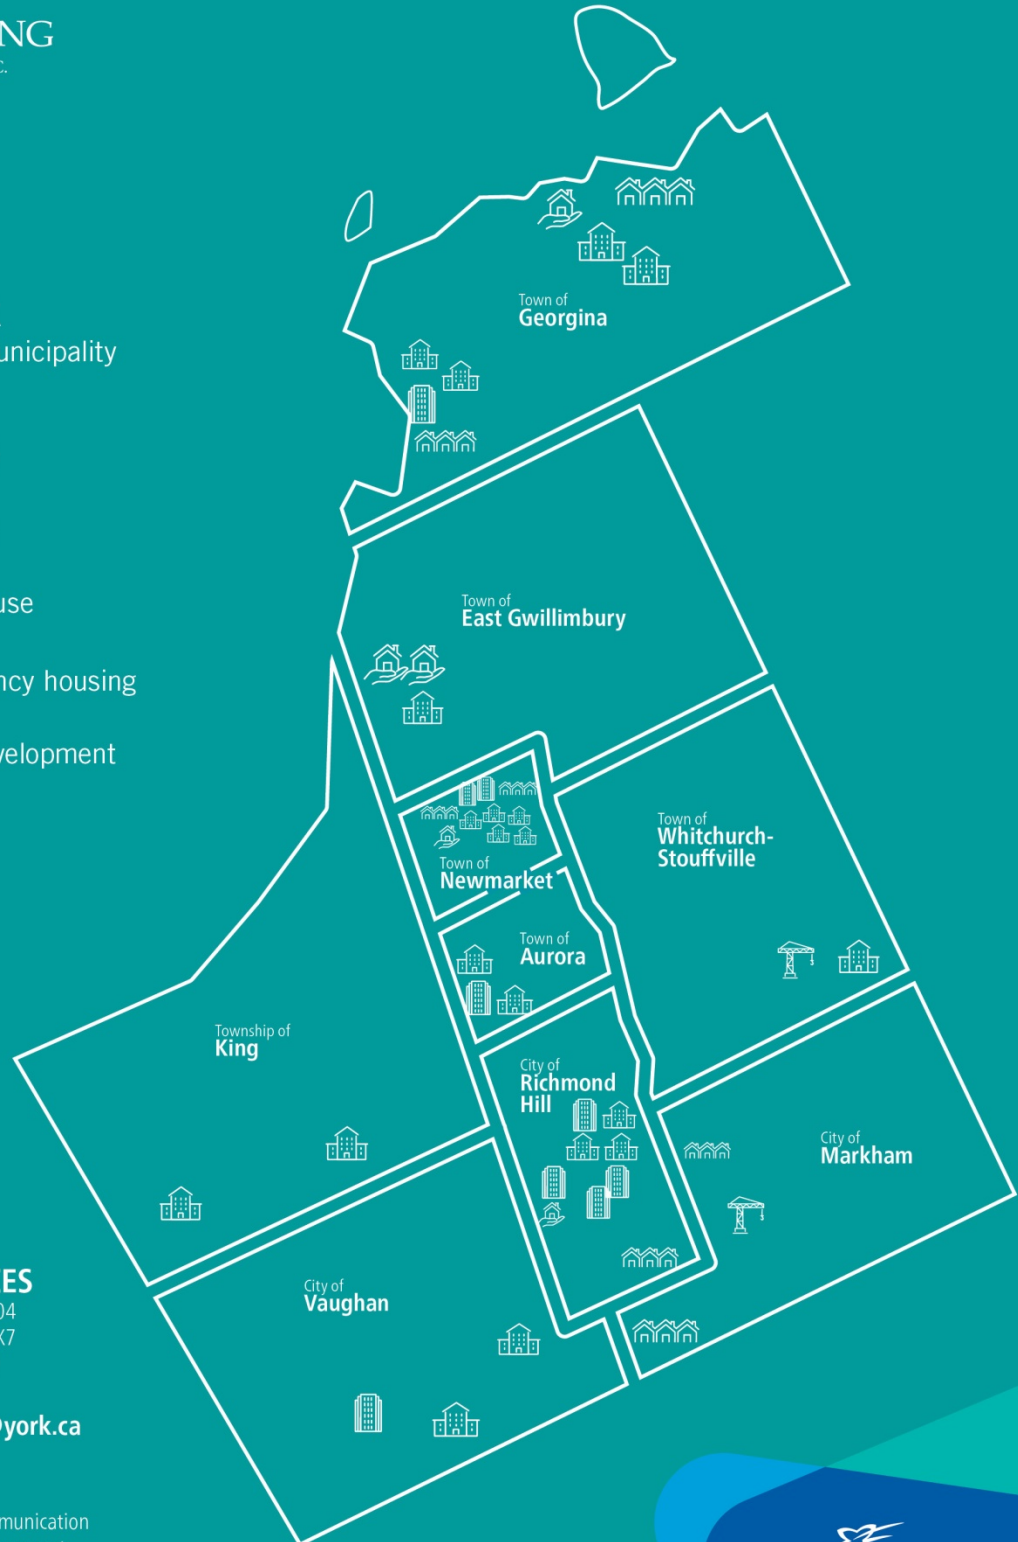 NG
C.
unicipality
use
ncy housing
velopment
ES
04
X7
@york.ca
munication
Town of
Georgina
Town of
East Gwillimbury
Town of
Newmarket
Town of
Whitchurch-
Stouffville
Town of
Aurora
Township of
King
City of
Richmond
Hill
City of
Markham
City of
Vaughan